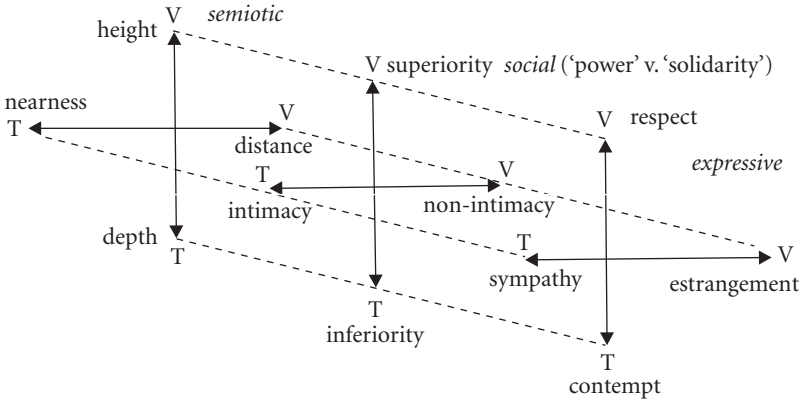 V semiotic
height
V superiority social (‘power’ v. ‘solidarity’)
nearness
T V
V respect
distance
expressive
T V
intimacy non-intimacy
depth
T
T V
sympathy estrangement
T
inferiority
T
contempt